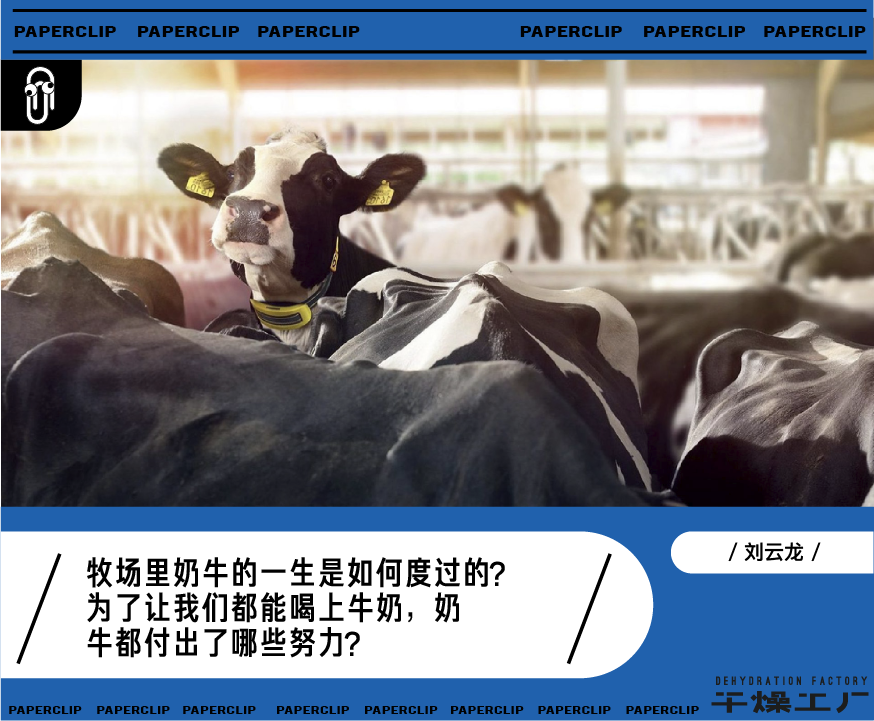 PAPERCLIP PAPERCLIP PAPERCLIP PAPERCLIP PAPERCLIP PAPERCLIP
牧场里奶牛的一生是如何度过的?
为了让我们都能喝上牛奶，奶
牛都付出了哪些努力?
/ 刘云龙 /
DEHYDRATION FACTORY
干燥工厂
PAPERCLIP PAPERCLIP PAPERCLIP PAPERCLIP PAPERCLIP PAPERCLIP PAPERCLIP PAPERCLIP